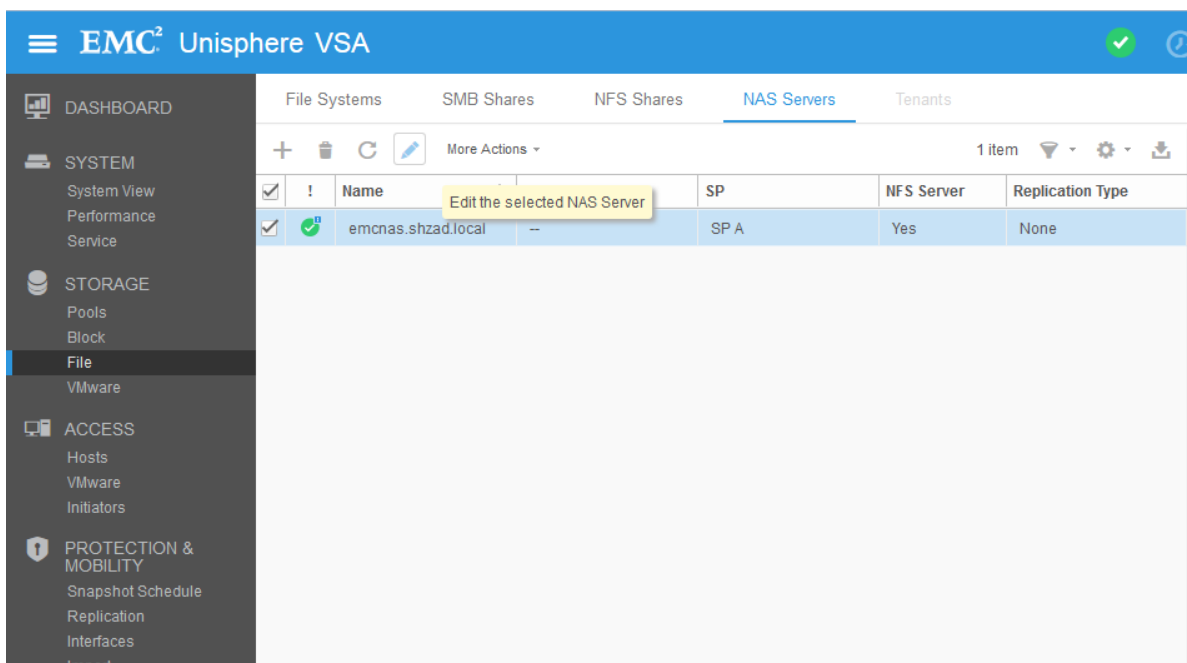 EMC² Unisphere VSA
DASHBOARD
SYSTEM
System View
Performance
Service
STORAGE
Pools
Block
File
VMware
ACCESS
Hosts
VMware
Initiators
PROTECTION &
MOBILITY
Snapshot Schedule
Replication
Interfaces
File Systems SMB Shares NFS Shares NAS Servers Tenants
More Actions 1 item
! Name SP NFS Server Replication Type
Edit the selected NAS Server
emcnas.shzad.local -- SP A Yes None